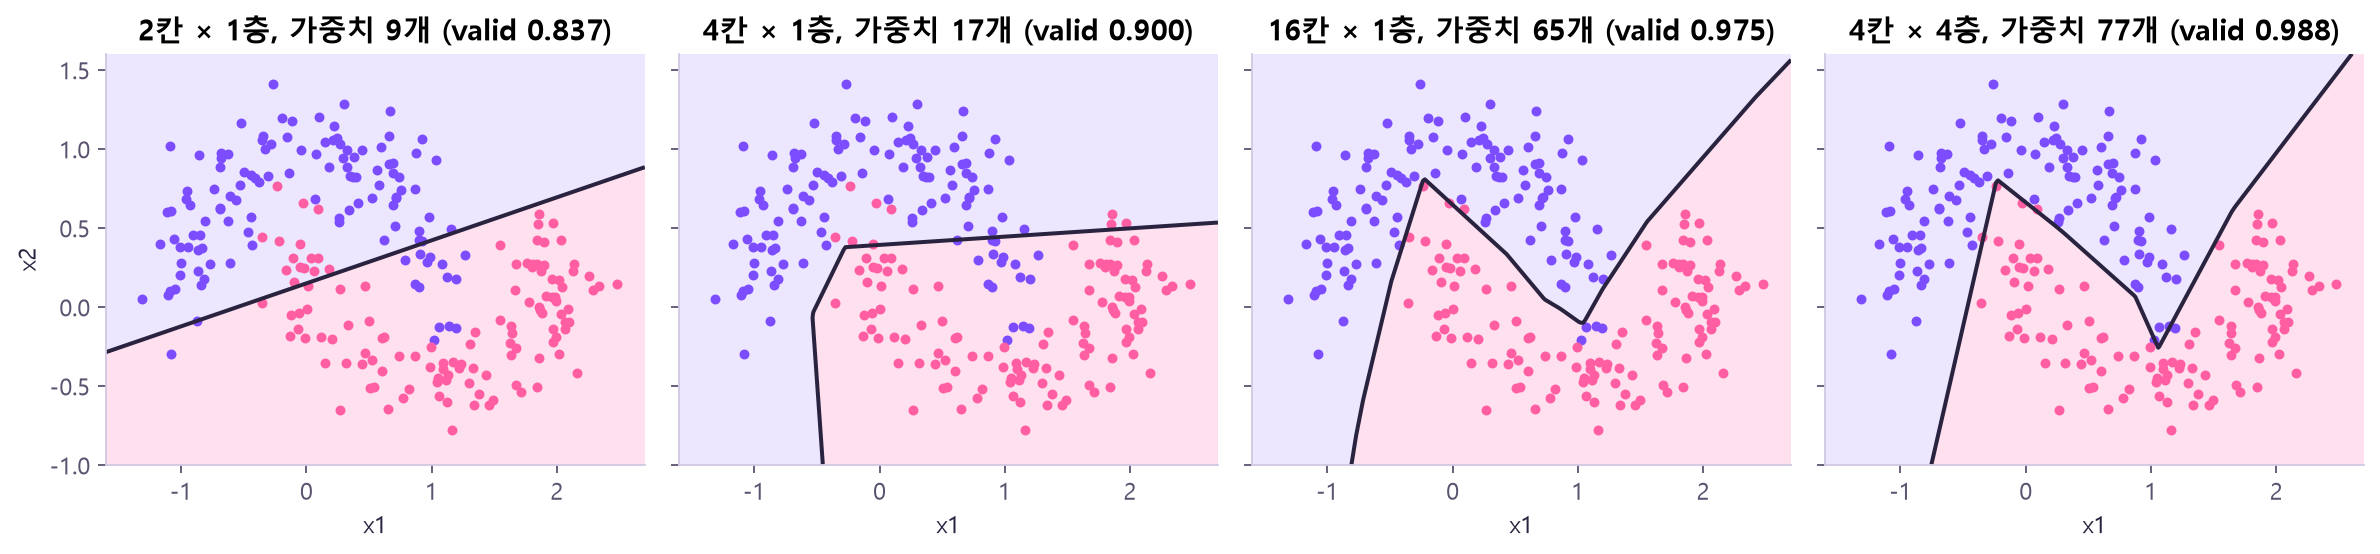 2칸 × 1층, 가중치 9개 (valid 0.837)
4칸 × 1층, 가중치 17개 (valid 0.900)
16칸 × 1층, 가중치 65개 (valid 0.975)
4칸 × 4층, 가중치 77개 (valid 0.988)
x2
1.5
1.0
0.5
0.0
-0.5
-1.0
-1 0 1 2
-1 0 1 2
-1 0 1 2
-1 0 1 2
x1
x1
x1
x1